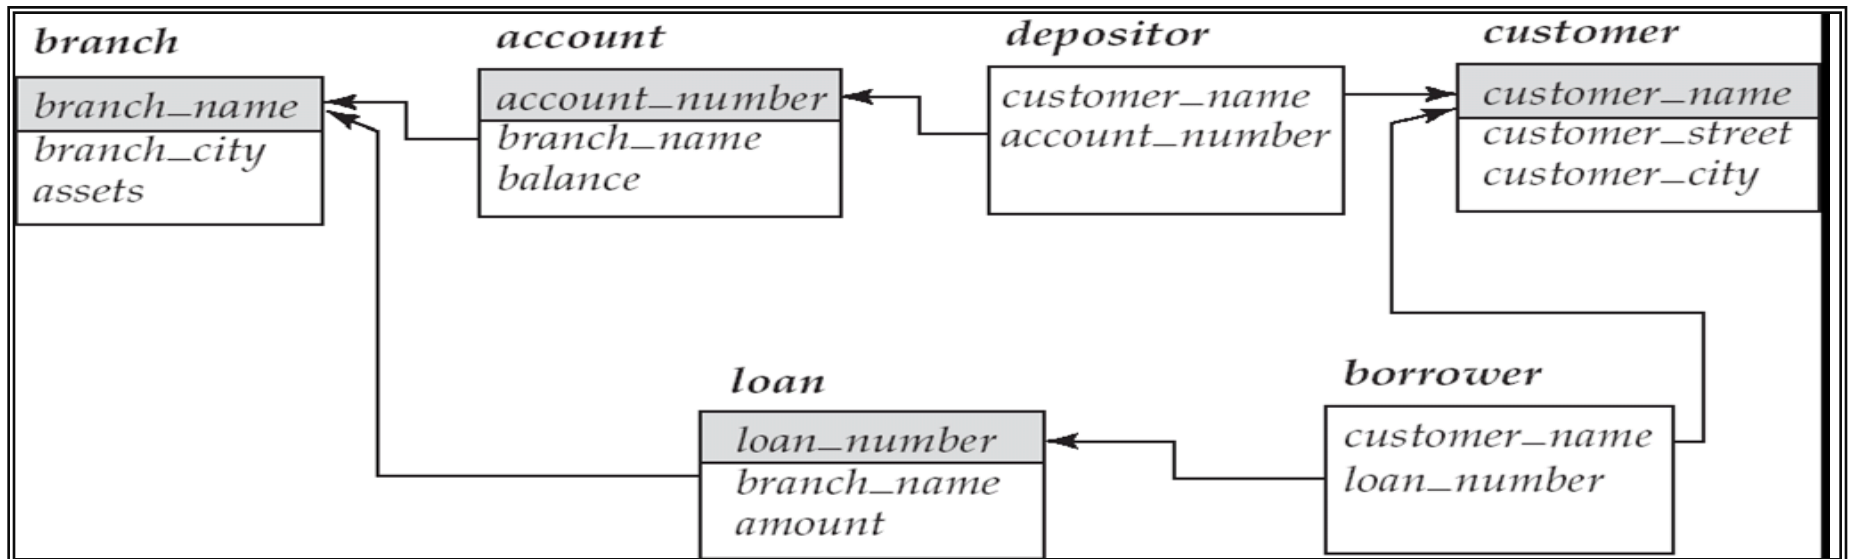 branch
branch_name
branch_city
assets
account
account_number
branch_name
balance
depositor
customer_name
account_number
customer
customer_name
customer_street
customer_city
loan
loan_number
branch_name
amount
borrower
customer_name
loan_number